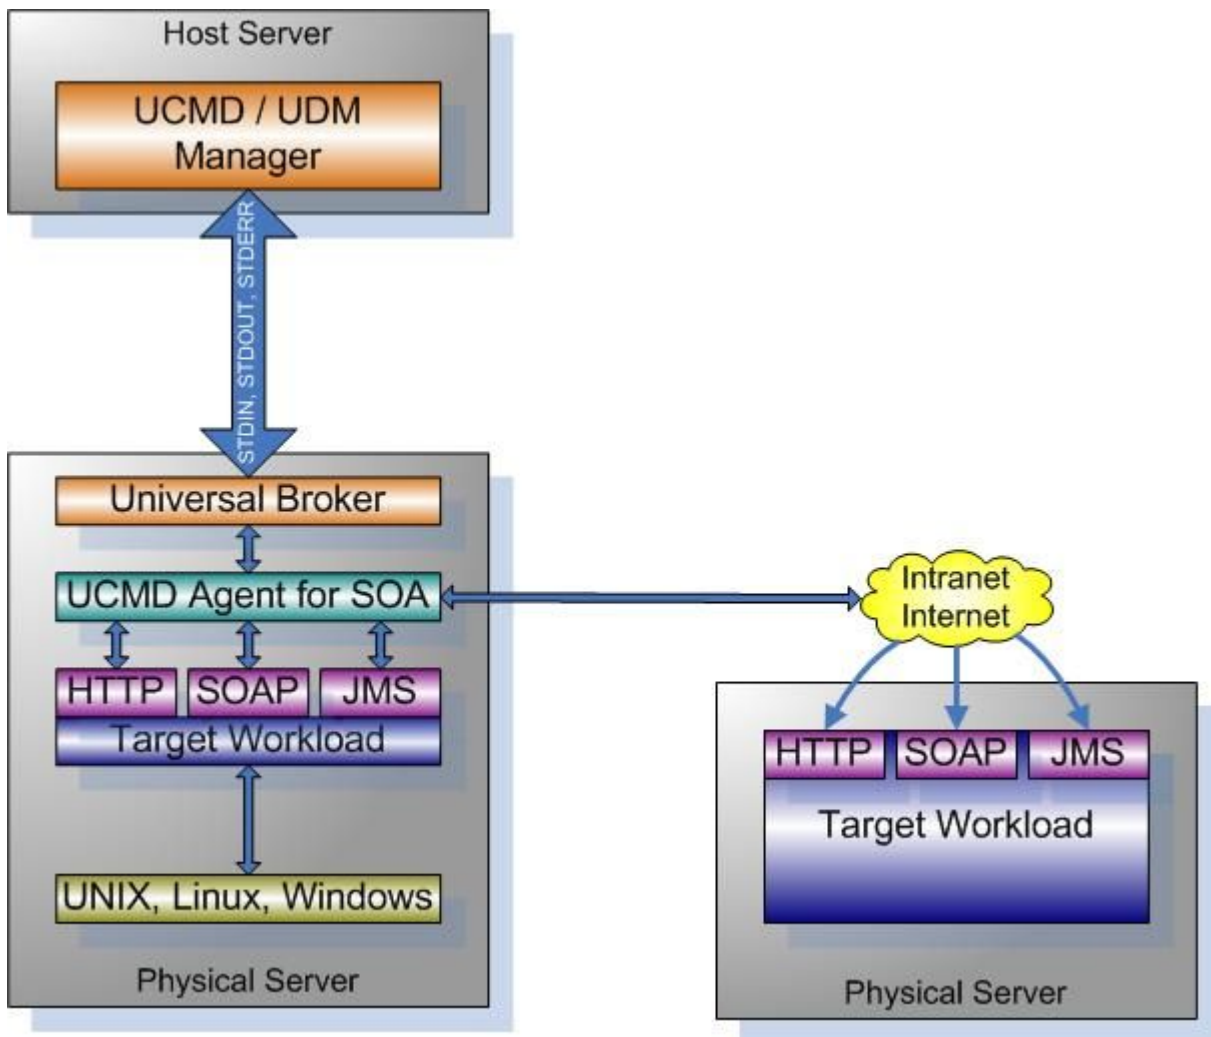 Host Server
UCMD / UDM
Manager
STDIN, STDOUT, STDERR
Universal Broker
UCMD Agent for SOA
HTTP SOAP JMS
Target Workload
UNIX, Linux, Windows
Physical Server
Intranet
Internet
HTTP SOAP JMS
Target Workload
Physical Server